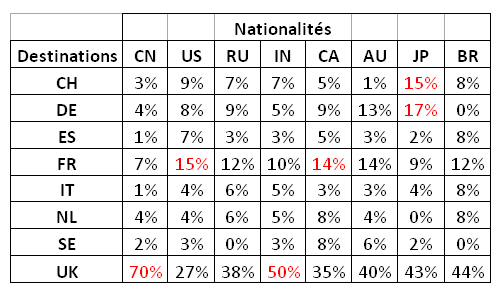 Nationalités
Destinations CN US RU IN CA AU JP BR
CH 3% 9% 7% 7% 5% 1% 15% 8%
DE 4% 8% 9% 5% 9% 13% 17% 0%
ES 1% 7% 3% 3% 5% 3% 2% 8%
FR 7% 15% 12% 10% 14% 14% 9% 12%
IT 1% 4% 6% 5% 3% 3% 4% 8%
NL 4% 4% 6% 5% 8% 4% 0% 8%
SE 2% 3% 0% 3% 8% 6% 2% 0%
UK 70% 27% 38% 50% 35% 40% 43% 44%